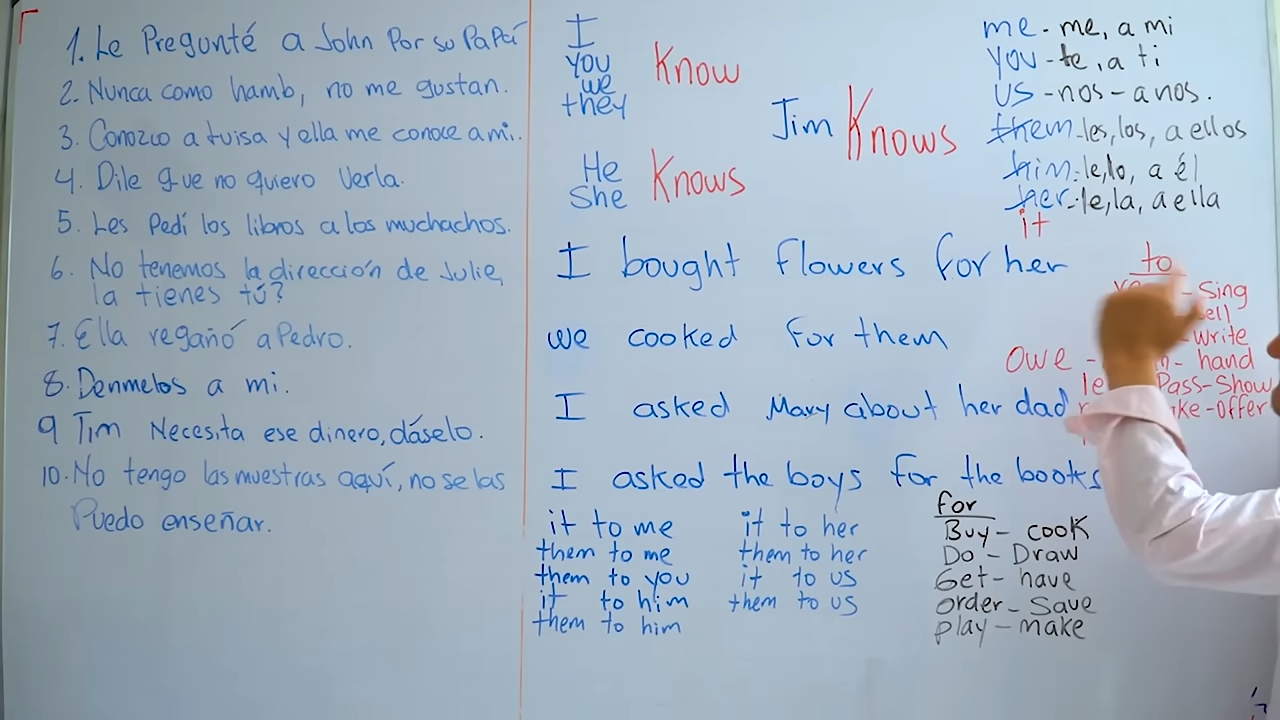 1. Le Pregunté a John Por su Papá
2. Nunca como hamb, no me gustan.
3. Conozco a Luisa y ella me conoce a mi.
4. Dile que no quiero Verla.
5. Les Pedí los libros a los muchachos.
6. No tenemos la dirección de Julie,
la tienes tú?
7. Ella regañó a Pedro.
8. Denmelos a mi.
9 Tim Necesita ese dinero, dáselo.
10. No tengo las muestras aquí, no se las
Puedo enseñar.
I
you
we
they
Know
He
She
Knows
Jim Knows
me - me, a mi
you - te, a ti
us - nos - a nos.
them - les, los, a ellos
him - le, lo, a él
her - le, la, a ella
it
I bought flowers for her
we cooked for them
I asked Mary about her dad
I asked the boys for the books
it to me
them to me
them to you
it to him
them to him
it to her
them to her
it to us
them to us
for
Buy - cook
Do - Draw
Get - have
order - Save
play - make
to
- Sing
- write
owe - hand
Pass - Show
- offer